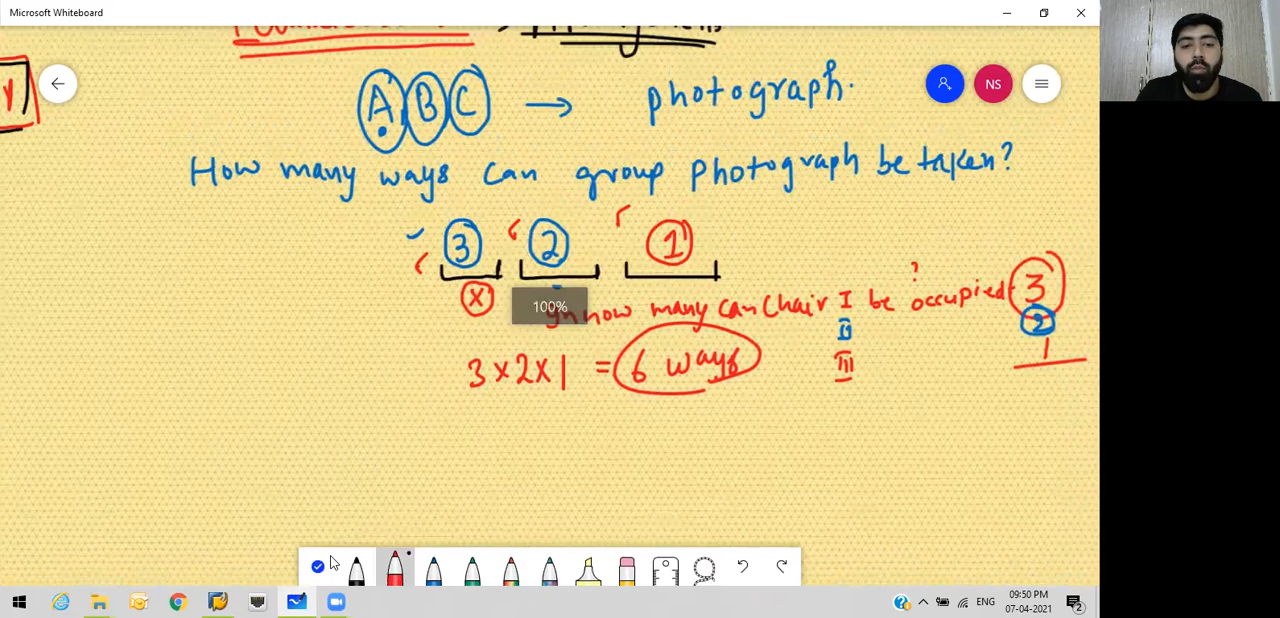 Microsoft Whiteboard
A B C → photograph.
NS
How many ways can group photograph be taken?
3 2 1
X
100%
how many can Chair I be occupied ? 3
II 2
III 1
3 x 2 x 1 = 6 ways
ENG
09:50 PM
07-04-2021
2